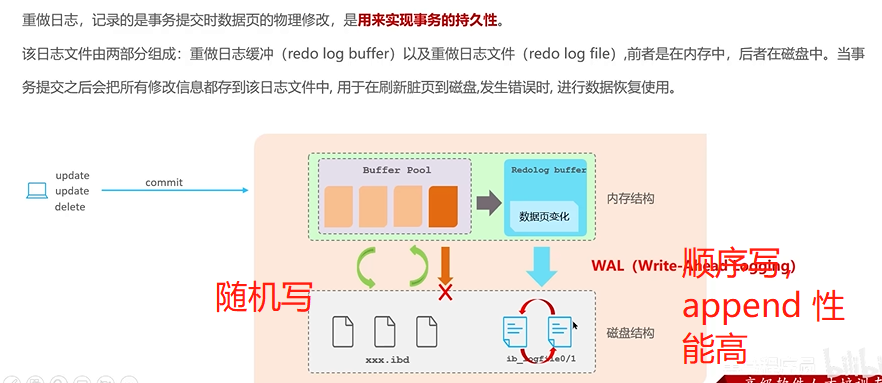 重做日志，记录的是事务提交时数据页的物理修改，是用来实现事务的持久性。
该日志文件由两部分组成：重做日志缓冲（redo log buffer）以及重做日志文件（redo log file）,前者是在内存中，后者在磁盘中。当事
务提交之后会把所有修改信息都存到该日志文件中, 用于在刷新脏页到磁盘,发生错误时, 进行数据恢复使用。
update
update
delete
commit
Buffer Pool
Redolog buffer
数据页变化
内存结构
WAL（Write-Ahead Logging）
随机写
顺序写,
append 性
能高
xxx.ibd
ib_logfile0/1
磁盘结构
bilibili